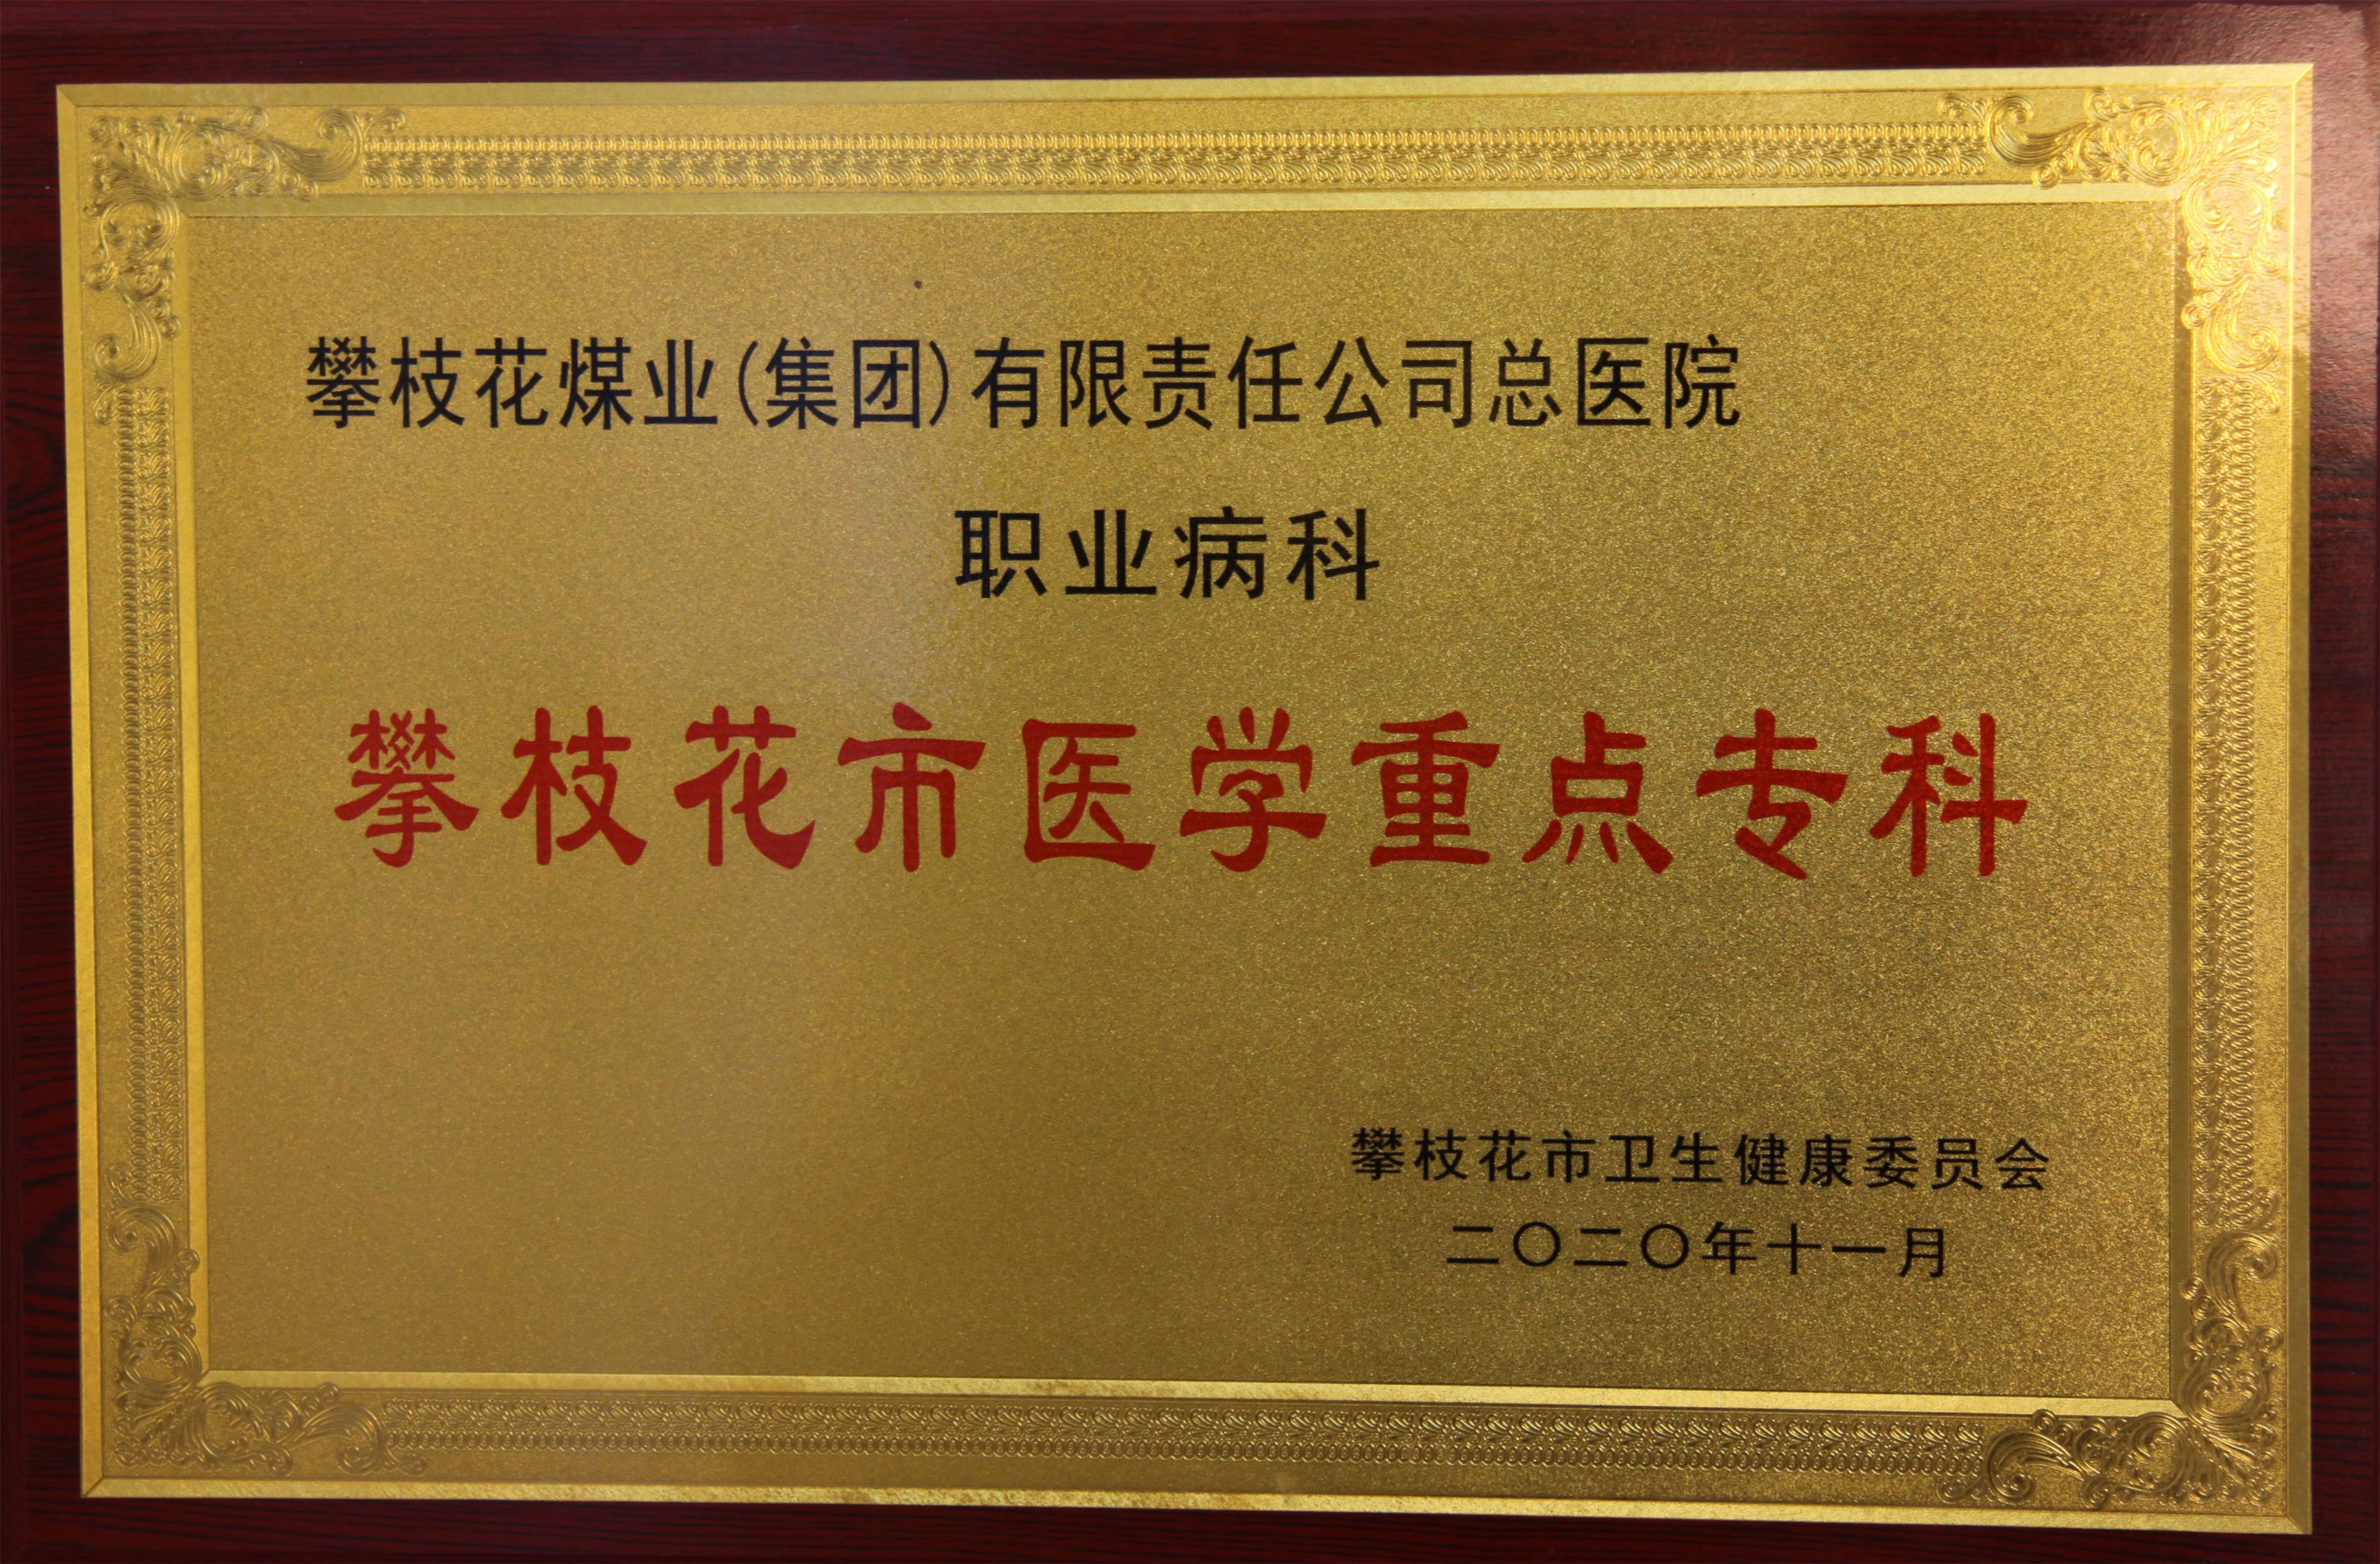 攀枝花煤业(集团)有限责任公司总医院
职业病科
攀枝花市医学重点专科
攀枝花市卫生健康委员会
二〇二〇年十一月